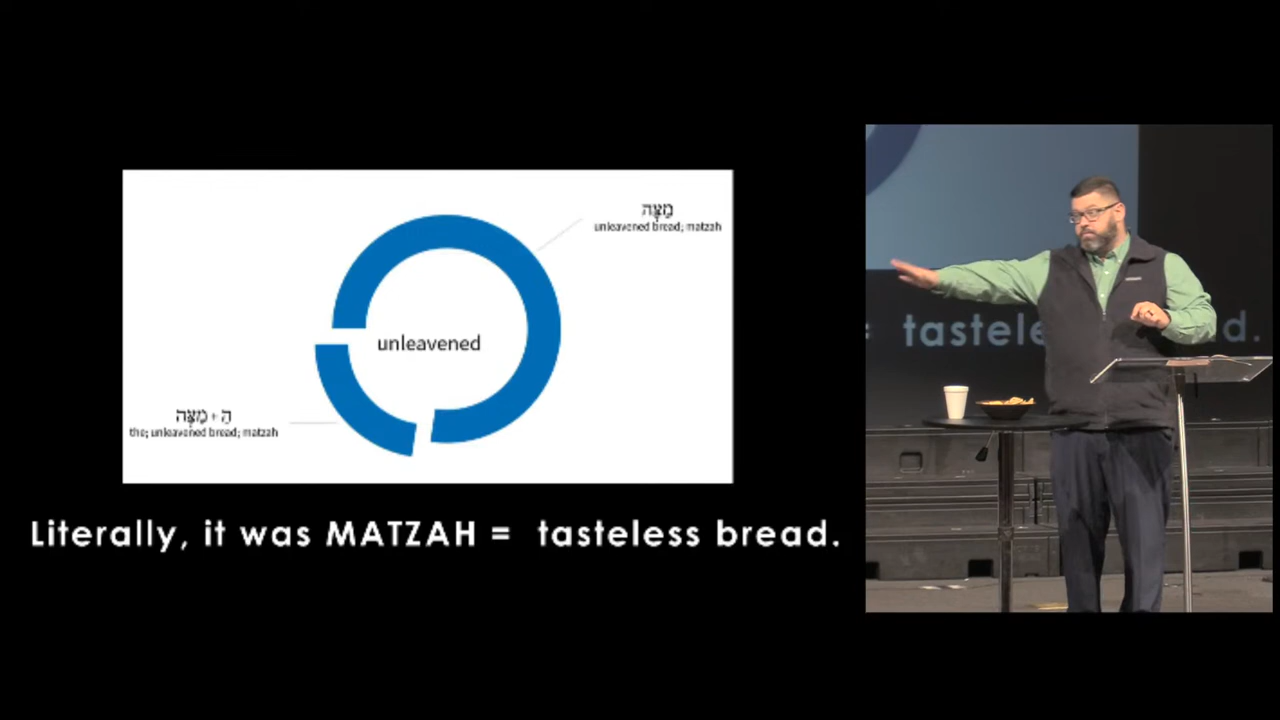 מַצָּה
unleavened bread; matzah
unleavened
הַ + מַצָּה
the; unleavened bread; matzah
Literally, it was MATZAH = tasteless bread.
= tastele
d.